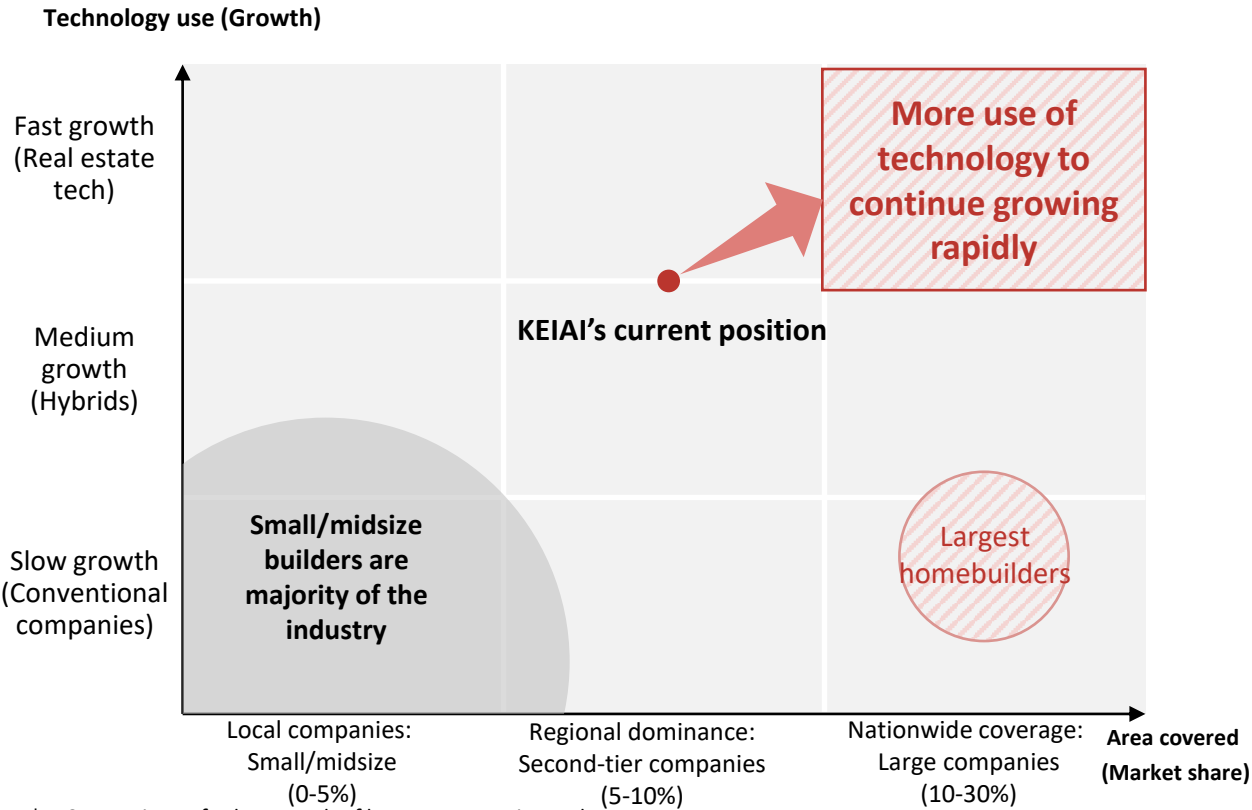 Technology use (Growth)
Fast growth
(Real estate
tech)
More use of
technology to
continue growing
rapidly
KEIAI’s current position
Medium
growth
(Hybrids)
Small/midsize
builders are
majority of the
industry
Largest
homebuilders
Slow growth
(Conventional
companies)
Local companies:
Small/midsize
(0-5%)
Regional dominance:
Second-tier companies
(5-10%)
Nationwide coverage:
Large companies
(10-30%)
Area covered
(Market share)